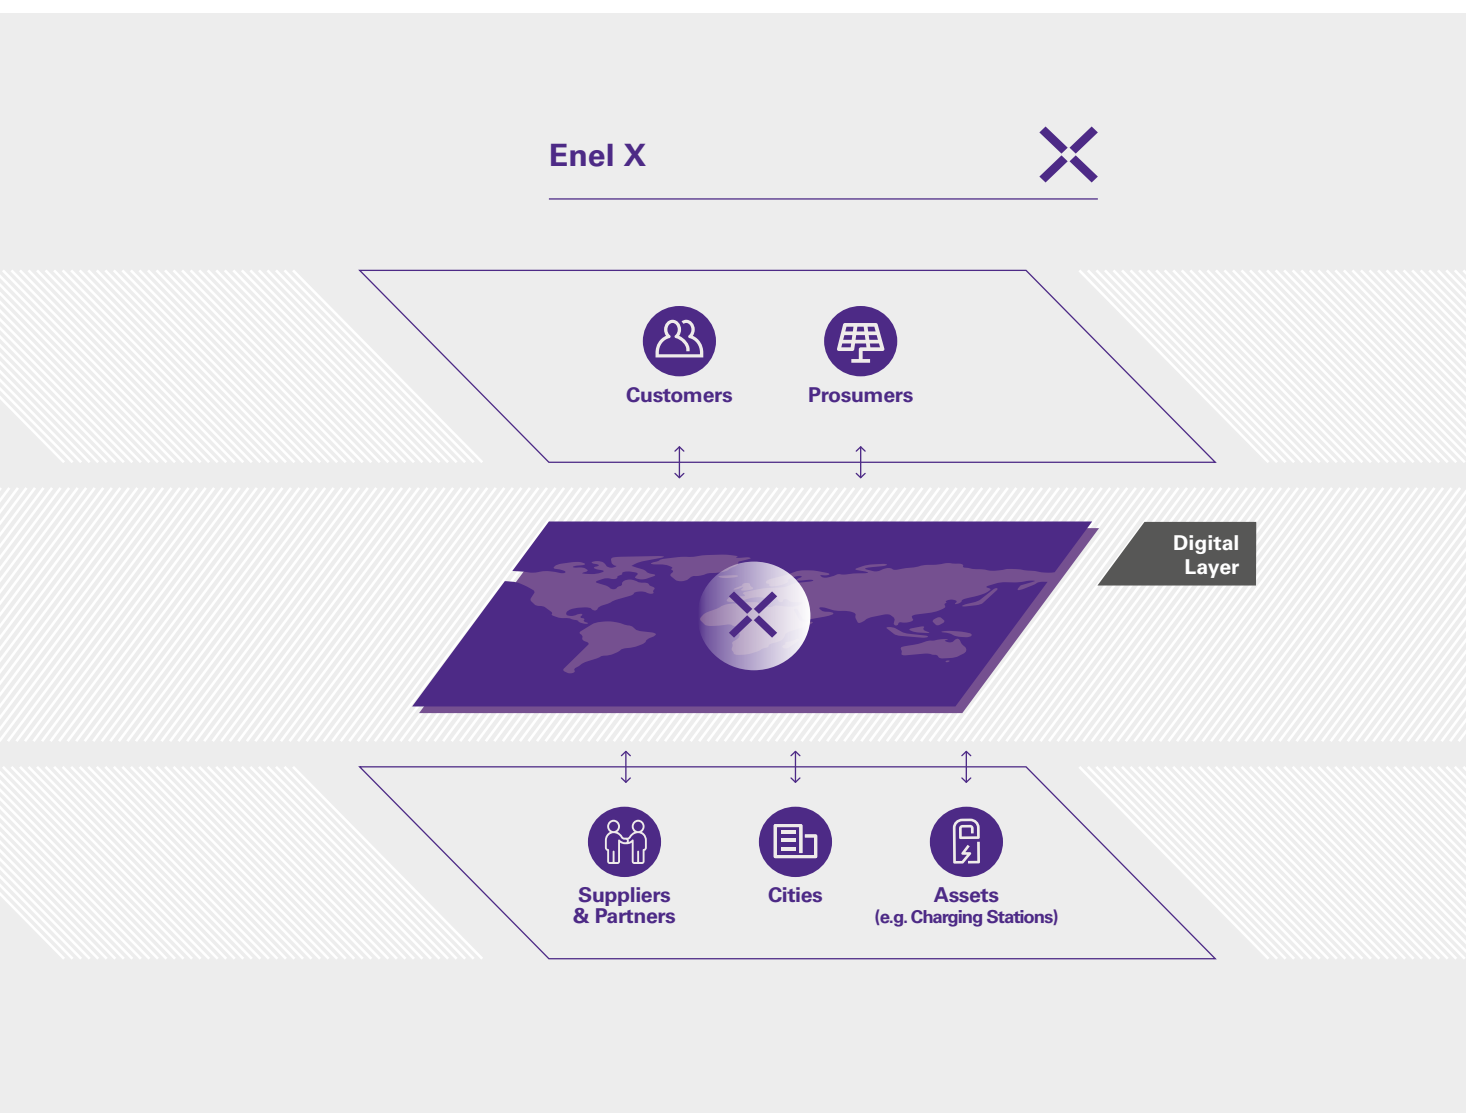 Enel X
Customers
Prosumers
Digital
Layer
Suppliers
& Partners
Cities
Assets
(e.g. Charging Stations)